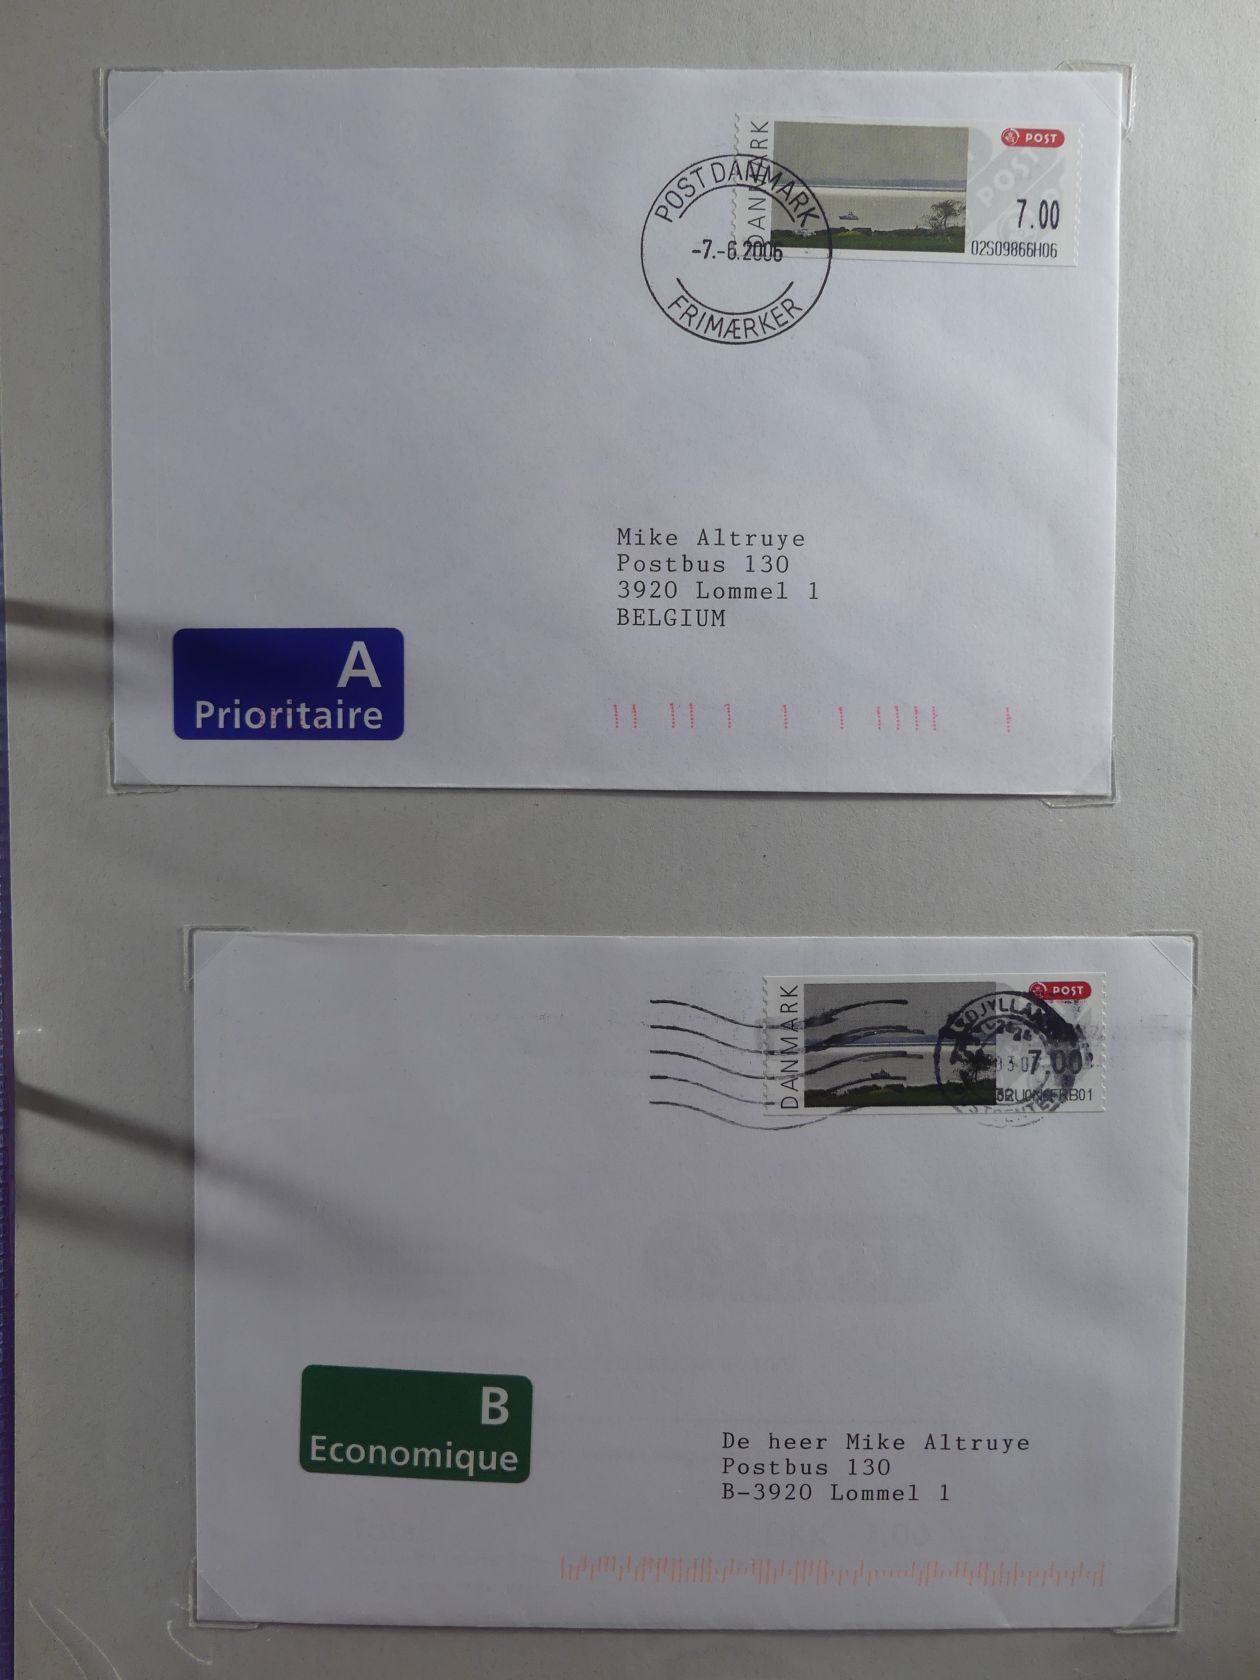 DANMARK
POST
7.00
02S09866H06
POST DANMARK
-7.-6.2006
FRIMÆRKER
Mike Altruye
Postbus 130
3920 Lommel 1
BELGIUM
A
Prioritaire
DANMARK
POST
7.00
B
Economique
De heer Mike Altruye
Postbus 130
B-3920 Lommel 1